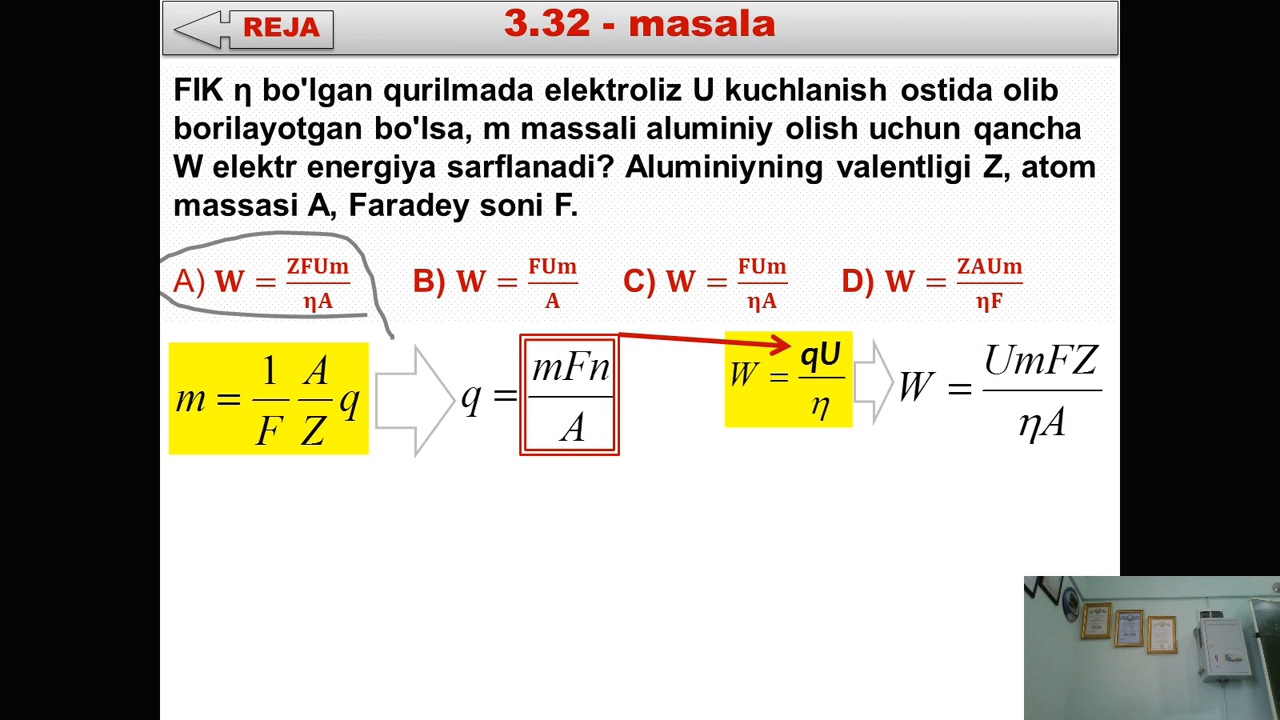 REJA
3.32 - masala
FIK η bo'lgan qurilmada elektroliz U kuchlanish ostida olib
borilayotgan bo'lsa, m massali aluminiy olish uchun qancha
W elektr energiya sarflanadi? Aluminiyning valentligi Z, atom
massasi A, Faradey soni F.
A) W = ZFUm/ηA B) W = FUm/A C) W = FUm/ηA D) W = ZAUm/ηF
m = 1/F A/Z q q = mFn/A W = qU/η W = UmFZ/ηA